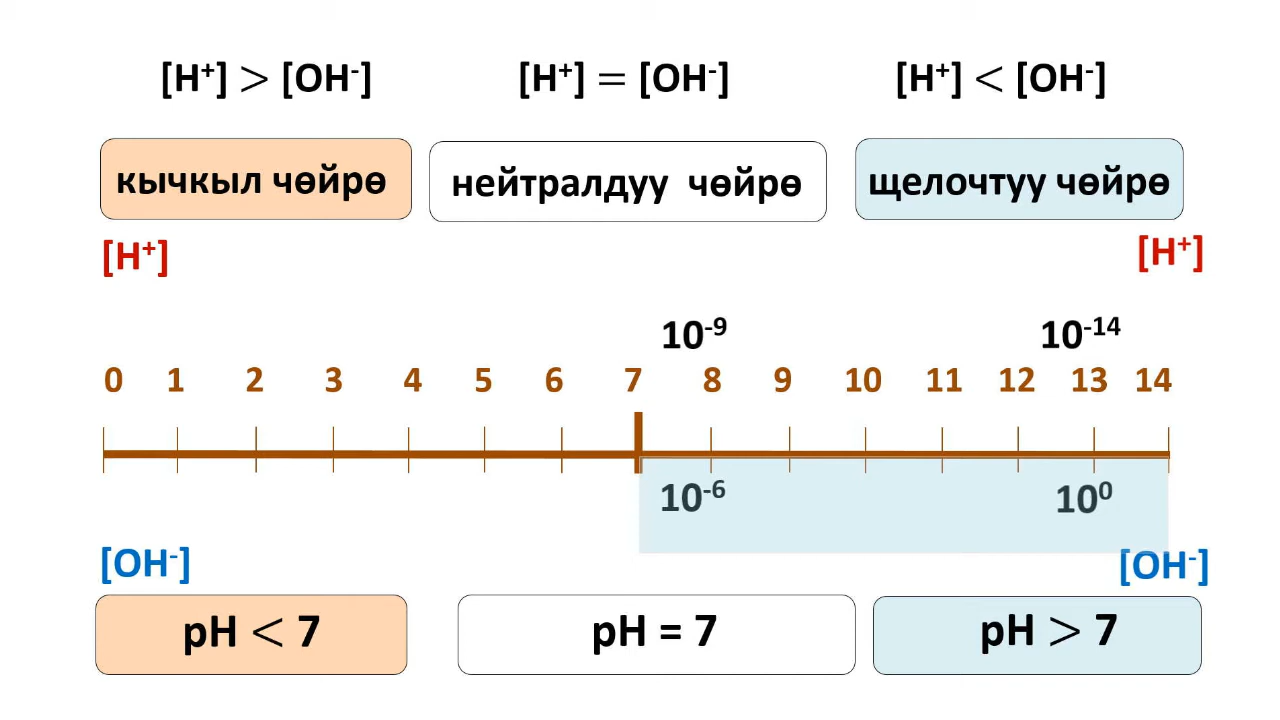 [H⁺] > [OH⁻] [H⁺] = [OH⁻] [H⁺] < [OH⁻]
кычкыл чөйрө нейтралдуу чөйрө щелочтуу чөйрө
[H⁺] [H⁺]
10⁻⁹ 10⁻¹⁴
0 1 2 3 4 5 6 7 8 9 10 11 12 13 14
10⁻⁶ 10⁰
[OH⁻] [OH⁻]
pH < 7 pH = 7 pH > 7